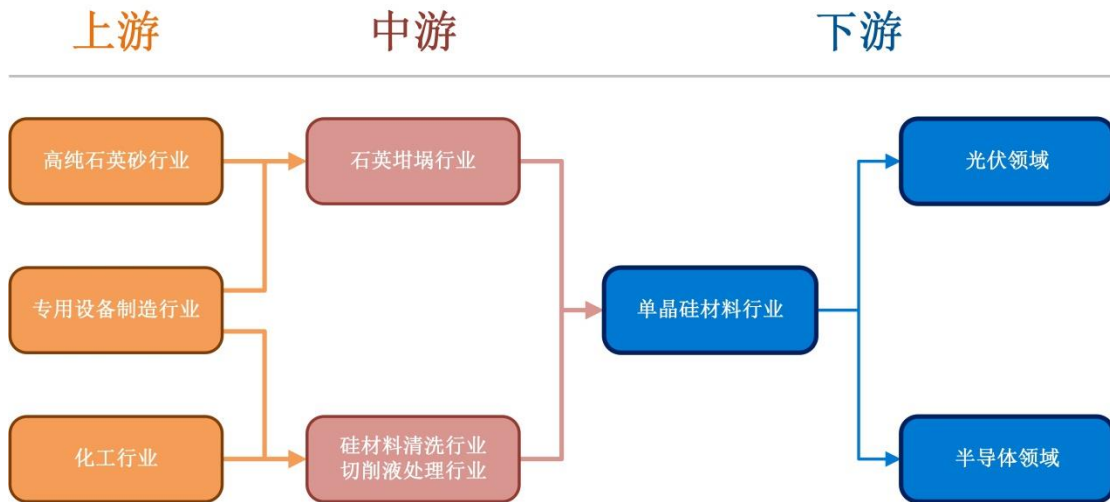 上游
中游
下游
高纯石英砂行业
石英坩埚行业
光伏领域
专用设备制造行业
单晶硅材料行业
化工行业
硅材料清洗行业
切削液处理行业
半导体领域